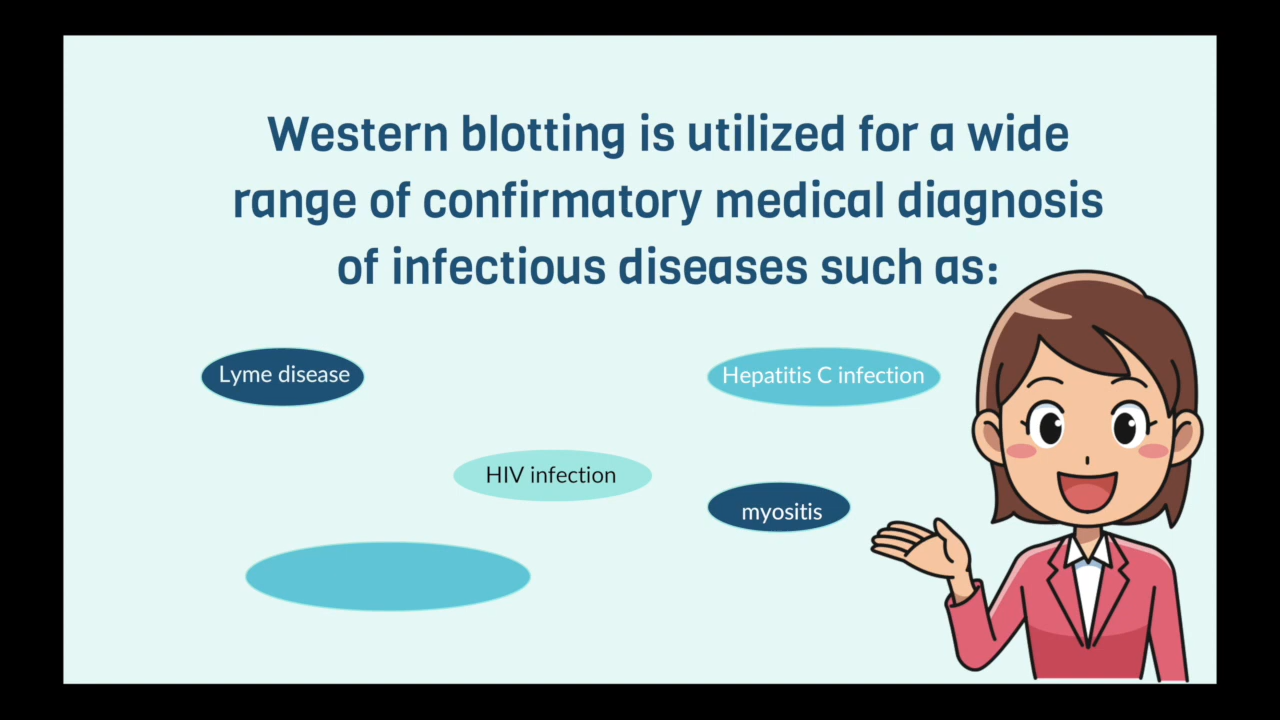 Western blotting is utilized for a wide
range of confirmatory medical diagnosis
of infectious diseases such as:
Lyme disease
Hepatitis C infection
HIV infection
myositis